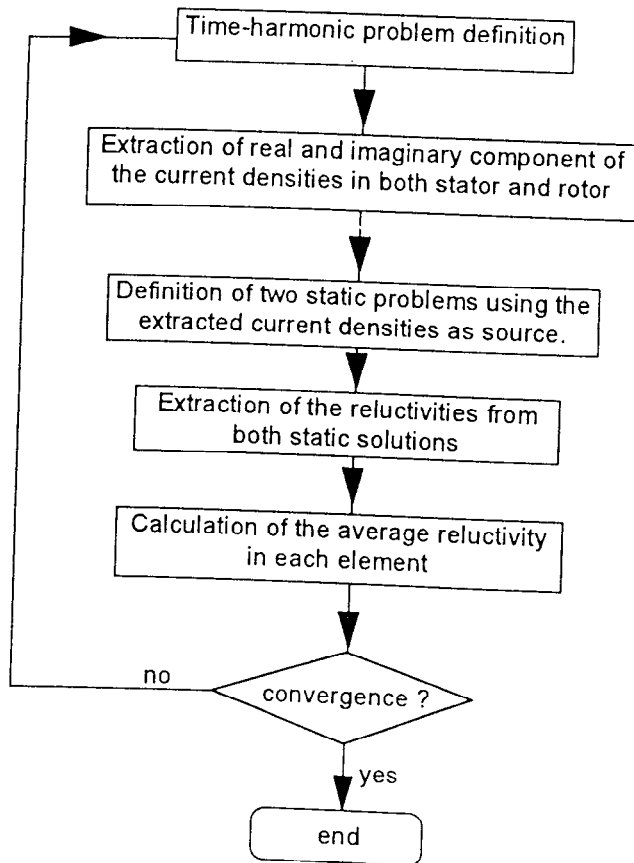 Time-harmonic problem definition
Extraction of real and imaginary component of
the current densities in both stator and rotor
Definition of two static problems using the
extracted current densities as source.
Extraction of the reluctivities from
both static solutions
Calculation of the average reluctivity
in each element
convergence ?
no
yes
end